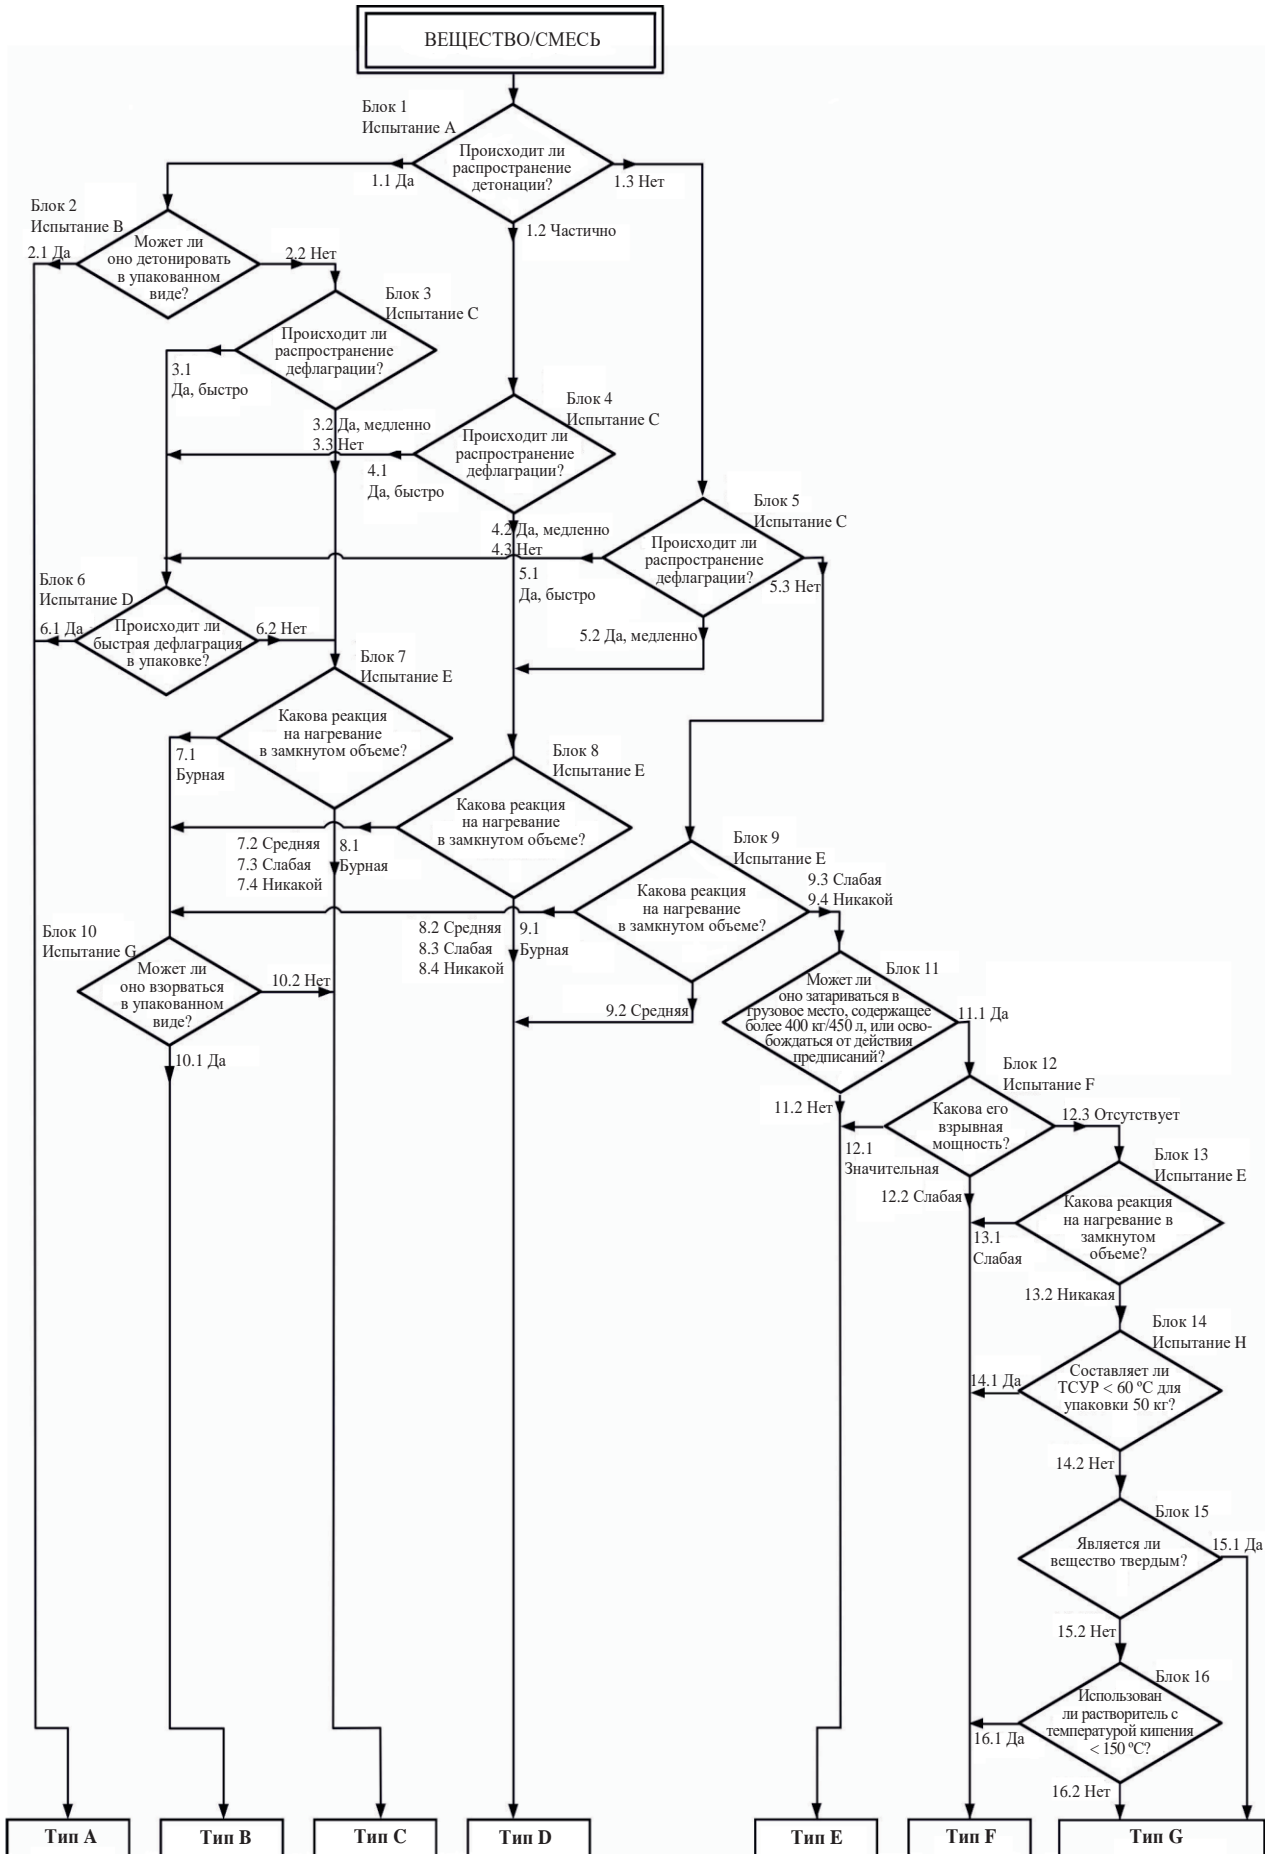 ВЕЩЕСТВО/СМЕСЬ
Блок 1
Испытание A
Происходит ли
распространение
детонации?
1.1 Да
1.3 Нет
1.2 Частично
Блок 2
Испытание B
Может ли
оно детонировать
в упакованном
виде?
2.1 Да
2.2 Нет
Блок 3
Испытание C
Происходит ли
распространение
дефлаграции?
3.1
Да, быстро
3.2 Да, медленно
3.3 Нет
Блок 4
Испытание C
Происходит ли
распространение
дефлаграции?
4.1
Да, быстро
4.2 Да, медленно
4.3 Нет
Блок 5
Испытание C
Происходит ли
распространение
дефлаграции?
5.1
Да, быстро
5.2 Да, медленно
5.3 Нет
Блок 6
Испытание D
Происходит ли
быстрая дефлаграция
в упаковке?
6.1 Да
6.2 Нет
Блок 7
Испытание E
Какова реакция
на нагревание
в замкнутом объеме?
7.1
Бурная
7.2 Средняя
7.3 Слабая
7.4 Никакой
Блок 8
Испытание E
Какова реакция
на нагревание
в замкнутом объеме?
8.1
Бурная
8.2 Средняя
8.3 Слабая
8.4 Никакой
Блок 9
Испытание E
Какова реакция
на нагревание
в замкнутом объеме?
9.1
Бурная
9.2 Средняя
9.3 Слабая
9.4 Никакой
Блок 10
Испытание G
Может ли
оно взорваться
в упакованном
виде?
10.2 Нет
10.1 Да
Блок 11
Может ли
оно затариваться в
грузовое место, содержащее
более 400 кг/450 л, или осво-
бождаться от действия
предписаний?
11.1 Да
11.2 Нет
Блок 12
Испытание F
Какова его
взрывная
мощность?
12.1
Значительная
12.2 Слабая
12.3 Отсутствует
Блок 13
Испытание E
Какова реакция
на нагревание в
замкнутом
объеме?
13.1
Слабая
13.2 Никакая
Блок 14
Испытание H
Составляет ли
ТСУР < 60 ºC для
упаковки 50 кг?
14.1 Да
14.2 Нет
Блок 15
Является ли
вещество твердым?
15.1 Да
15.2 Нет
Блок 16
Использован
ли растворитель с
температурой кипения
< 150 ºC?
16.1 Да
16.2 Нет
Тип A
Тип B
Тип C
Тип D
Тип E
Тип F
Тип G